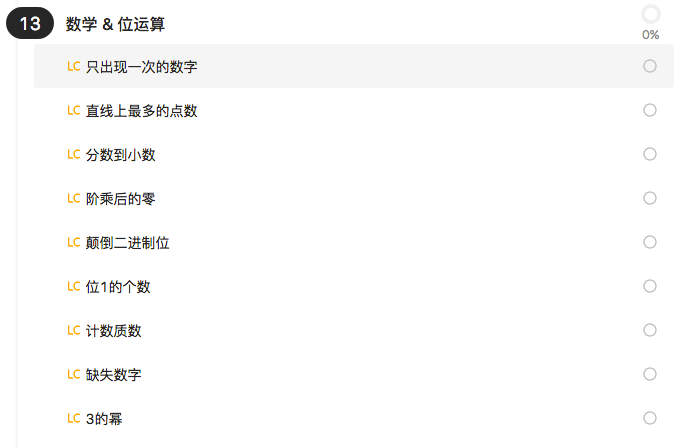 13 数学 & 位运算
0%
LC 只出现一次的数字
LC 直线上最多的点数
LC 分数到小数
LC 阶乘后的零
LC 颠倒二进制位
LC 位1的个数
LC 计数质数
LC 缺失数字
LC 3的幂